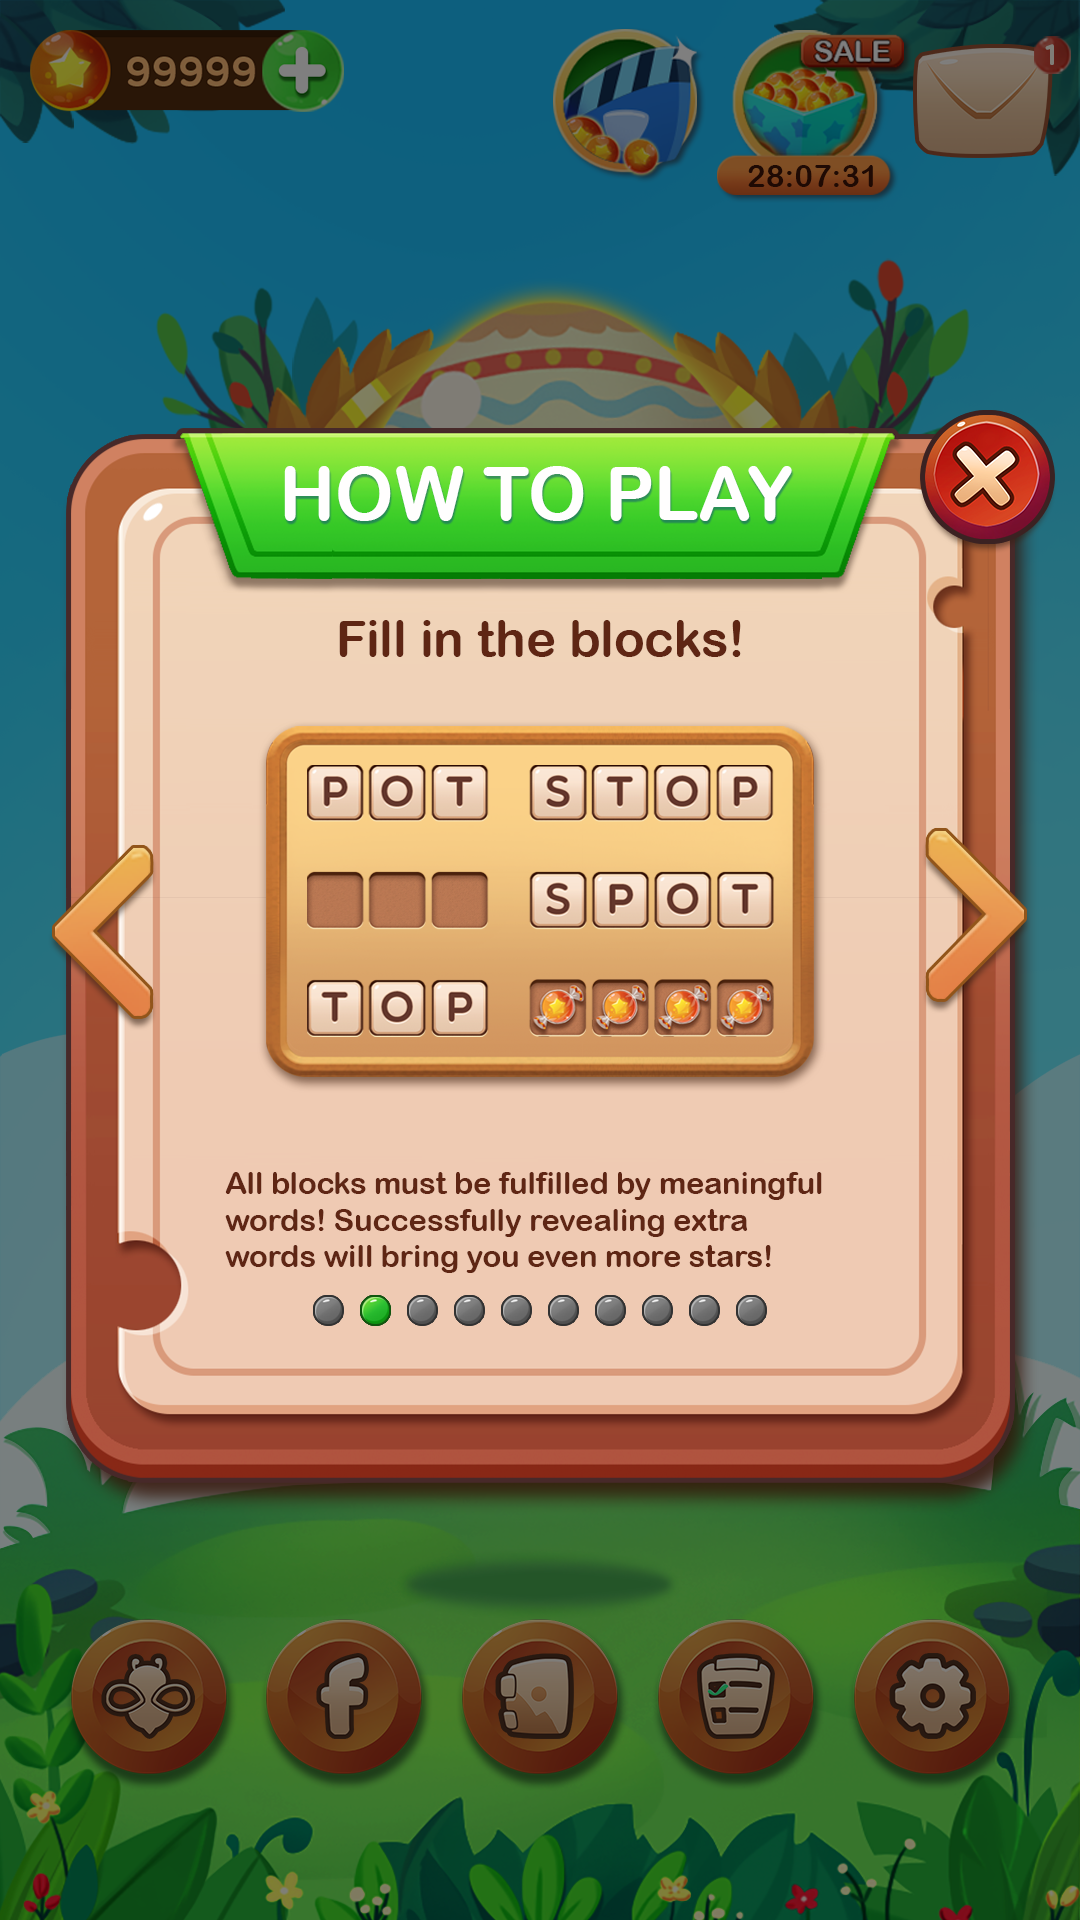 99999
SALE
1
28:07:31
HOW TO PLAY
Fill in the blocks!
POT STOP
SPOT
TOP
All blocks must be fulfilled by meaningful
words! Successfully revealing extra
words will bring you even more stars!
f